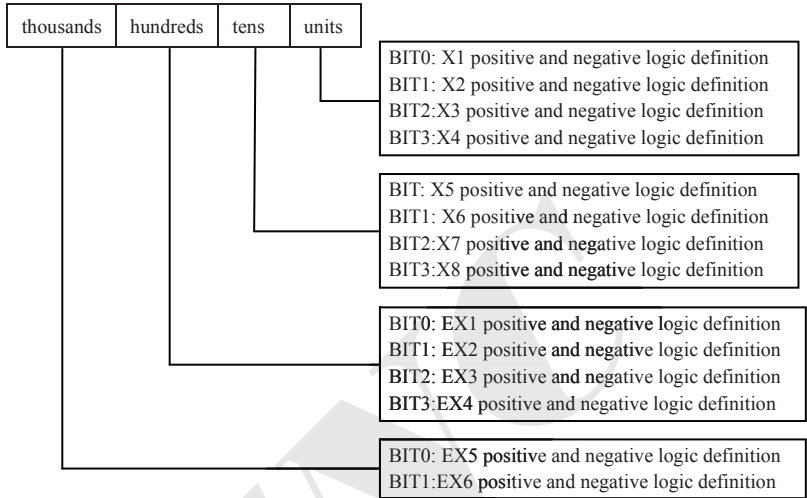 thousands hundreds tens units
BIT0: X1 positive and negative logic definition
BIT1: X2 positive and negative logic definition
BIT2:X3 positive and negative logic definition
BIT3:X4 positive and negative logic definition
BIT: X5 positive and negative logic definition
BIT1: X6 positive and negative logic definition
BIT2:X7 positive and negative logic definition
BIT3:X8 positive and negative logic definition
BIT0: EX1 positive and negative logic definition
BIT1: EX2 positive and negative logic definition
BIT2: EX3 positive and negative logic definition
BIT3:EX4 positive and negative logic definition
BIT0: EX5 positive and negative logic definition
BIT1:EX6 positive and negative logic definition